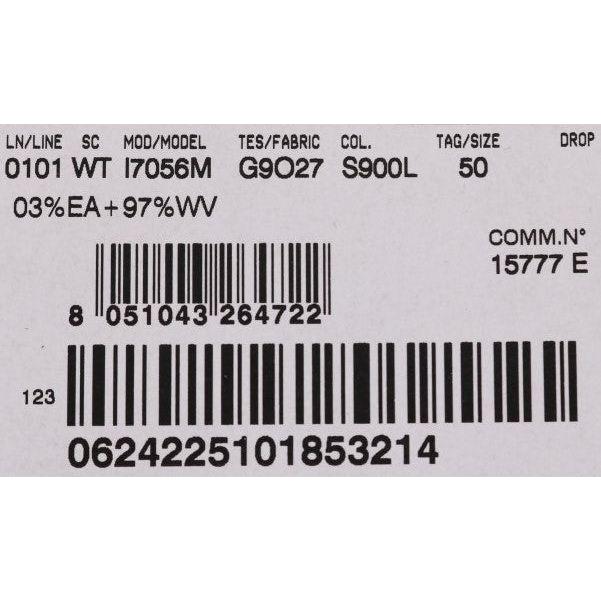 LN/LINE SC MOD/MODEL TES/FABRIC COL. TAG/SIZE DROP
0101 WT I7056M G9O27 S900L 50
03%EA+97%WV
COMM.N°
15777 E
8 051043 264722
123
0624225101853214